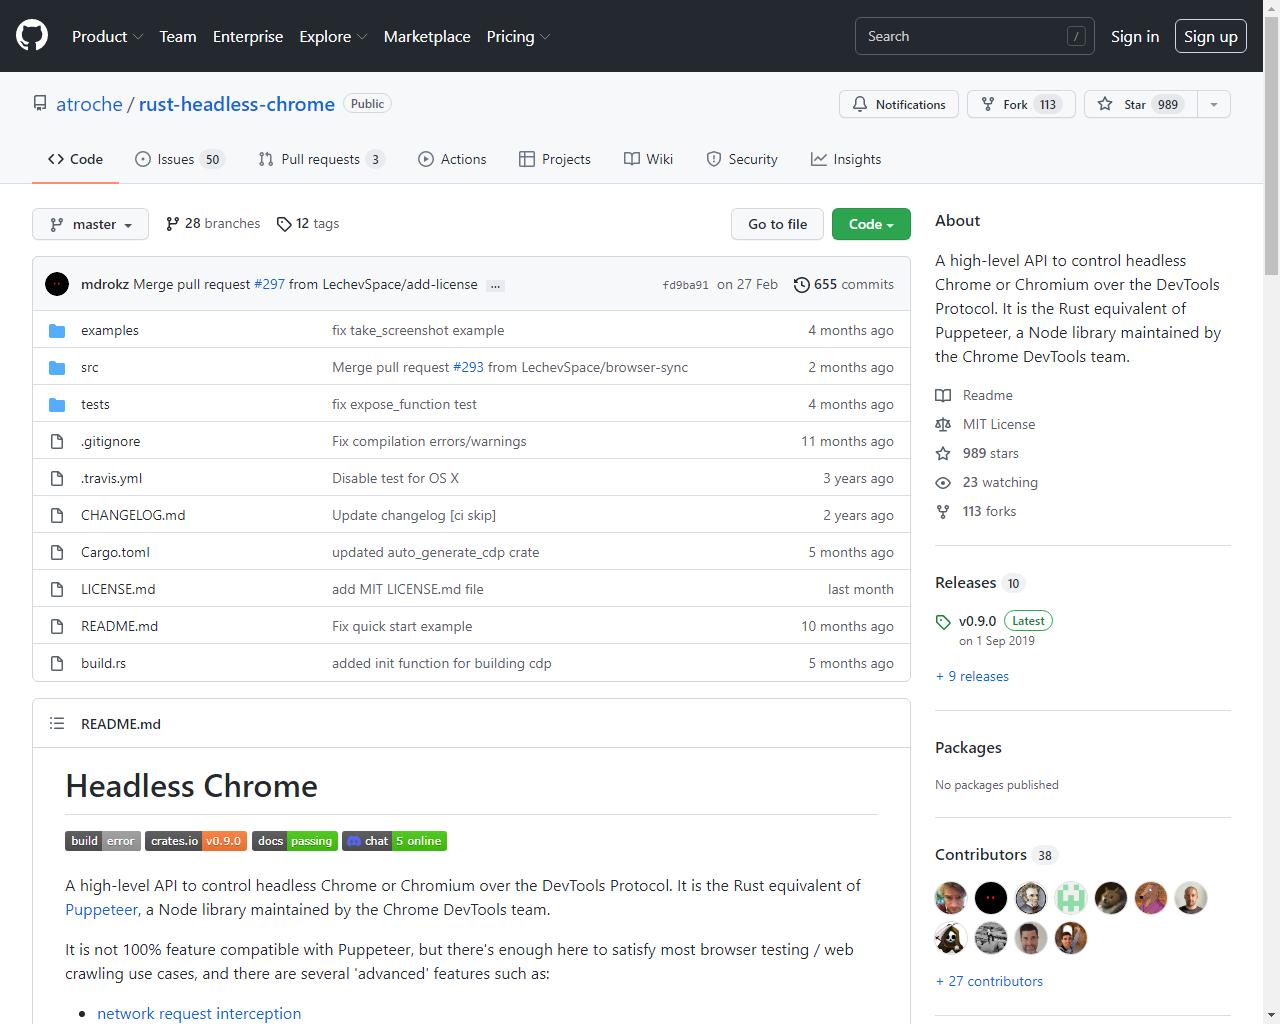 Product Team Enterprise Explore Marketplace Pricing Search / Sign in Sign up
atroche / rust-headless-chrome Public Notifications Fork 113 Star 989
Code Issues 50 Pull requests 3 Actions Projects Wiki Security Insights
master 28 branches 12 tags Go to file Code
mdrokz Merge pull request #297 from LechevSpace/add-license ... fd9ba91 on 27 Feb 655 commits
examples fix take_screenshot example 4 months ago
src Merge pull request #293 from LechevSpace/browser-sync 2 months ago
tests fix expose_function test 4 months ago
.gitignore Fix compilation errors/warnings 11 months ago
.travis.yml Disable test for OS X 3 years ago
CHANGELOG.md Update changelog [ci skip] 2 years ago
Cargo.toml updated auto_generate_cdp crate 5 months ago
LICENSE.md add MIT LICENSE.md file last month
README.md Fix quick start example 10 months ago
build.rs added init function for building cdp 5 months ago
README.md
Headless Chrome
build error crates.io v0.9.0 docs passing chat 5 online
A high-level API to control headless Chrome or Chromium over the DevTools Protocol. It is the Rust equivalent of
Puppeteer, a Node library maintained by the Chrome DevTools team.
It is not 100% feature compatible with Puppeteer, but there's enough here to satisfy most browser testing / web
crawling use cases, and there are several 'advanced' features such as:
network request interception
About
A high-level API to control headless
Chrome or Chromium over the DevTools
Protocol. It is the Rust equivalent of
Puppeteer, a Node library maintained by
the Chrome DevTools team.
Readme
MIT License
989 stars
23 watching
113 forks
Releases 10
v0.9.0 Latest
on 1 Sep 2019
+ 9 releases
Packages
No packages published
Contributors 38
+ 27 contributors